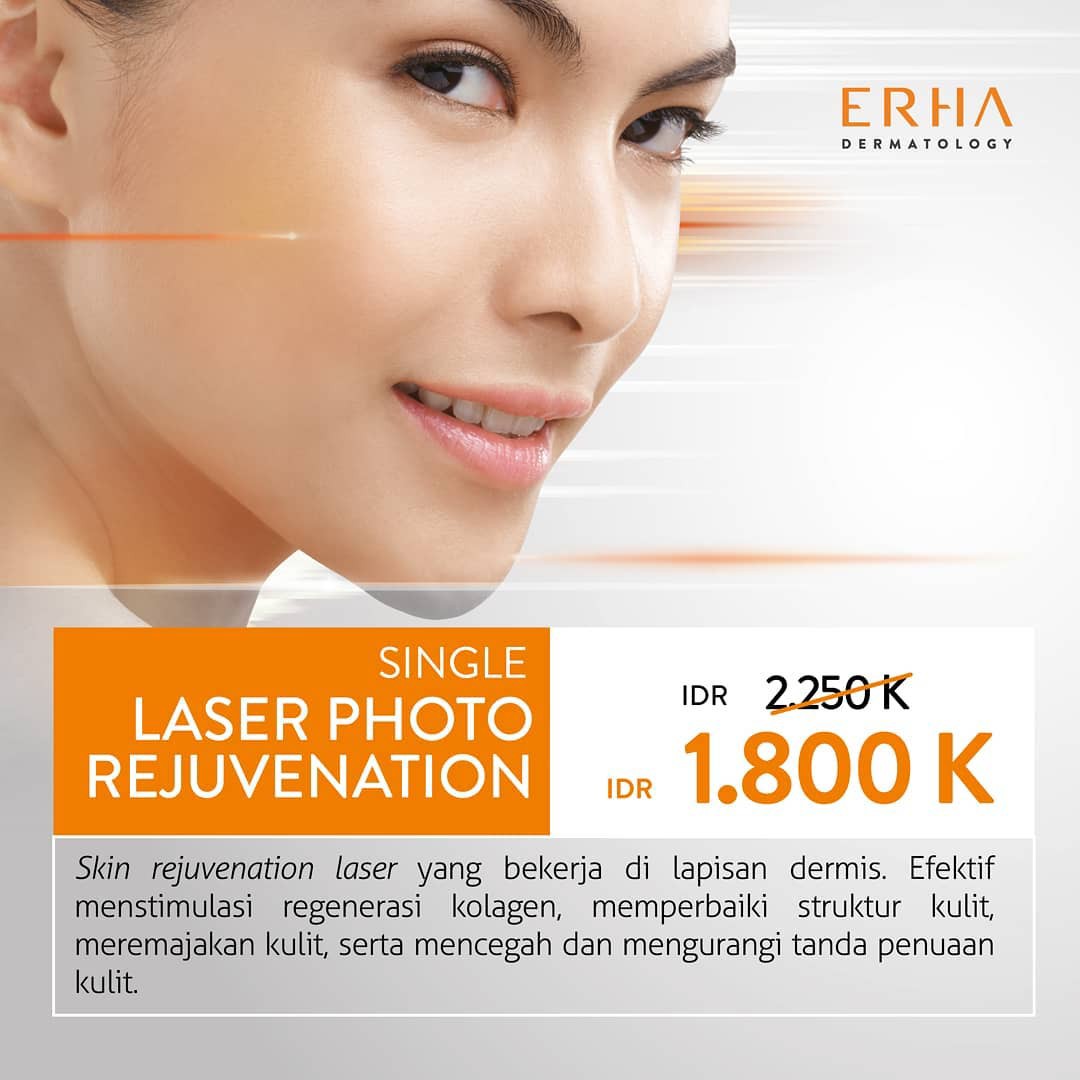 ERHA
DERMATOLOGY
SINGLE
LASER PHOTO
REJUVENATION
IDR 2.250 K
IDR 1.800 K
Skin rejuvenation laser yang bekerja di lapisan dermis. Efektif
menstimulasi regenerasi kolagen, memperbaiki struktur kulit,
meremajakan kulit, serta mencegah dan mengurangi tanda penuaan
kulit.